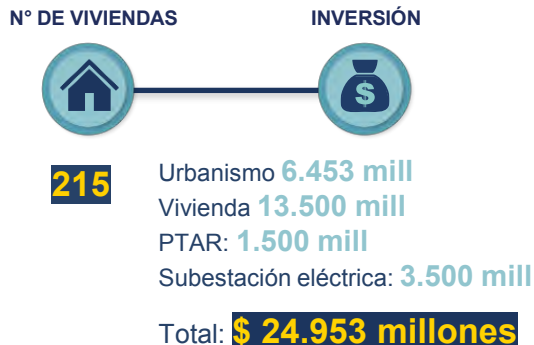 N° DE VIVIENDAS
INVERSIÓN
$
215
Urbanismo 6.453 mill
Vivienda 13.500 mill
PTAR: 1.500 mill
Subestación eléctrica: 3.500 mill
Total: $ 24.953 millones